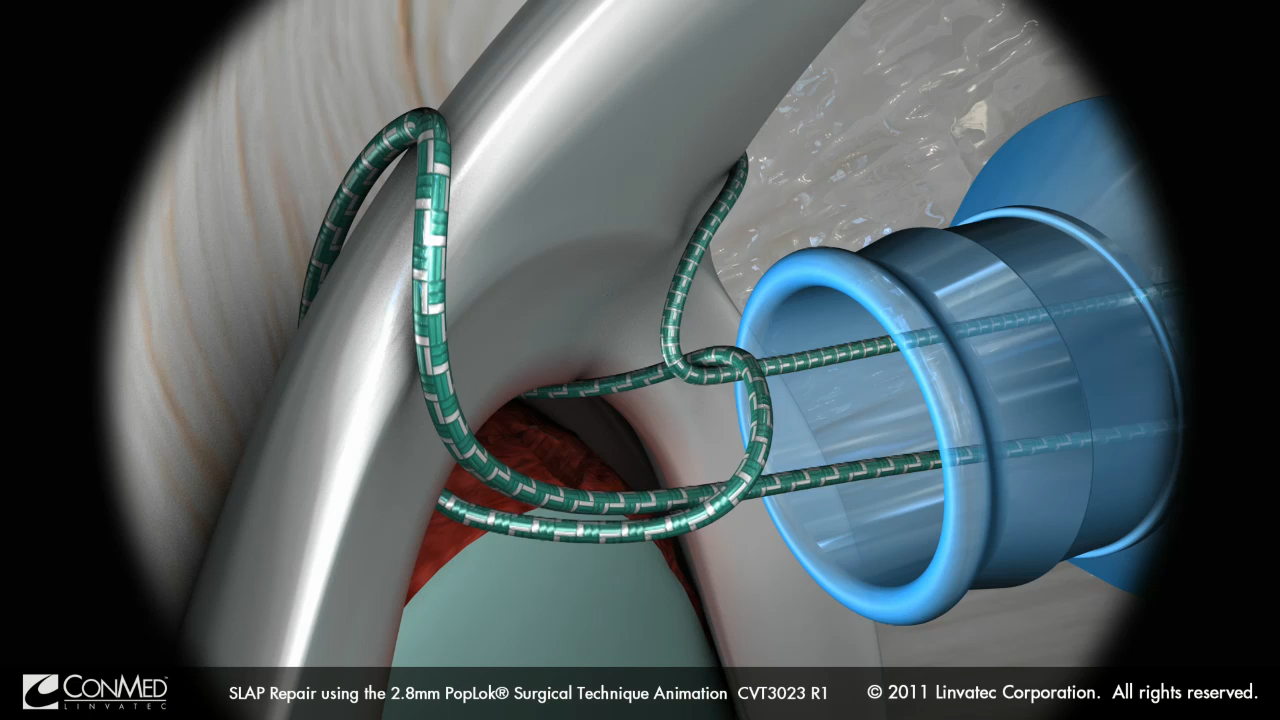 CONMED
LINVATEC
SLAP Repair using the 2.8mm PopLok® Surgical Technique Animation CVT3023 R1
© 2011 Linvatec Corporation. All rights reserved.